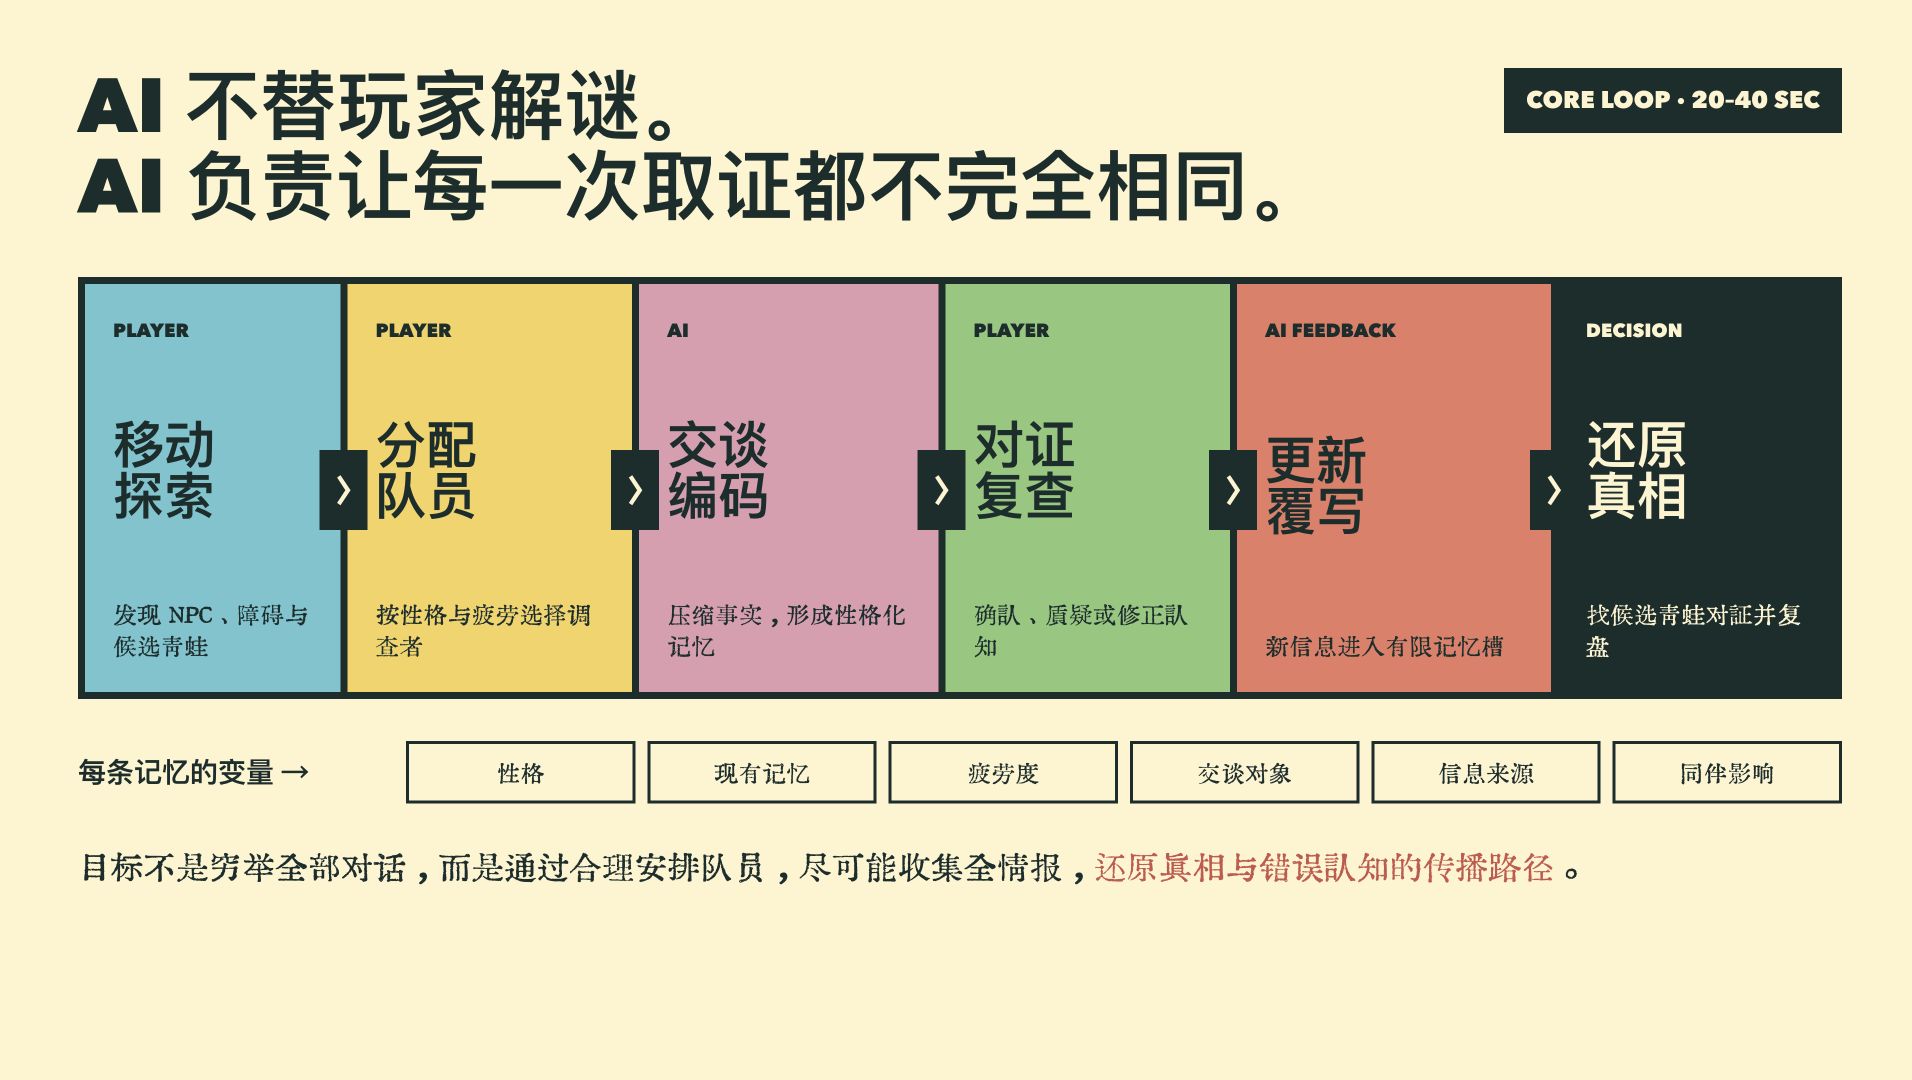 AI 不替玩家解谜。
AI 负责让每一次取证都不完全相同。
CORE LOOP · 20-40 SEC
PLAYER
移动
探索
发现 NPC、障碍与
候选青蛙
PLAYER
分配
队员
按性格与疲劳选择调
查者
AI
交谈
编码
压缩事实，形成性格化
记忆
PLAYER
对证
复查
确认、质疑或修正认
知
AI FEEDBACK
更新
覆写
新信息进入有限记忆槽
DECISION
还原
真相
找候选青蛙对证并复
盘
每条记忆的变量 →
性格
现有记忆
疲劳度
交谈对象
信息来源
同伴影响
目标不是穷举全部对话，而是通过合理安排队员，尽可能收集全情报，还原真相与错误认知的传播路径。